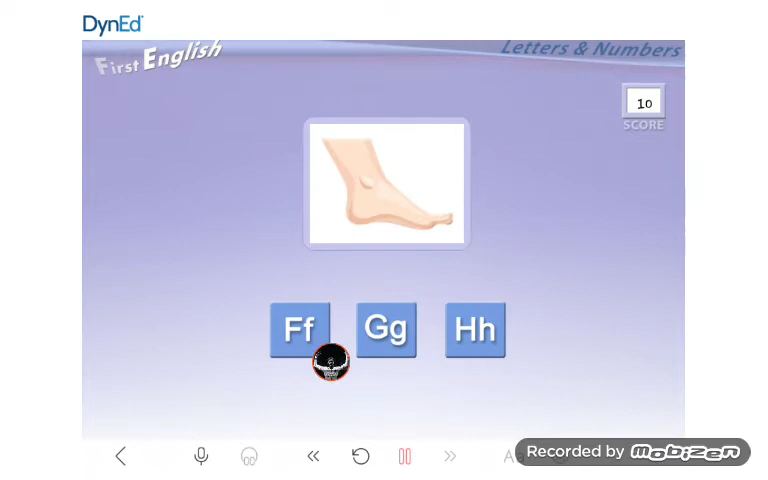 DynEd
First English
Letters & Numbers
10
SCORE
Ff
Gg
Hh
Recorded by MOBIZEN